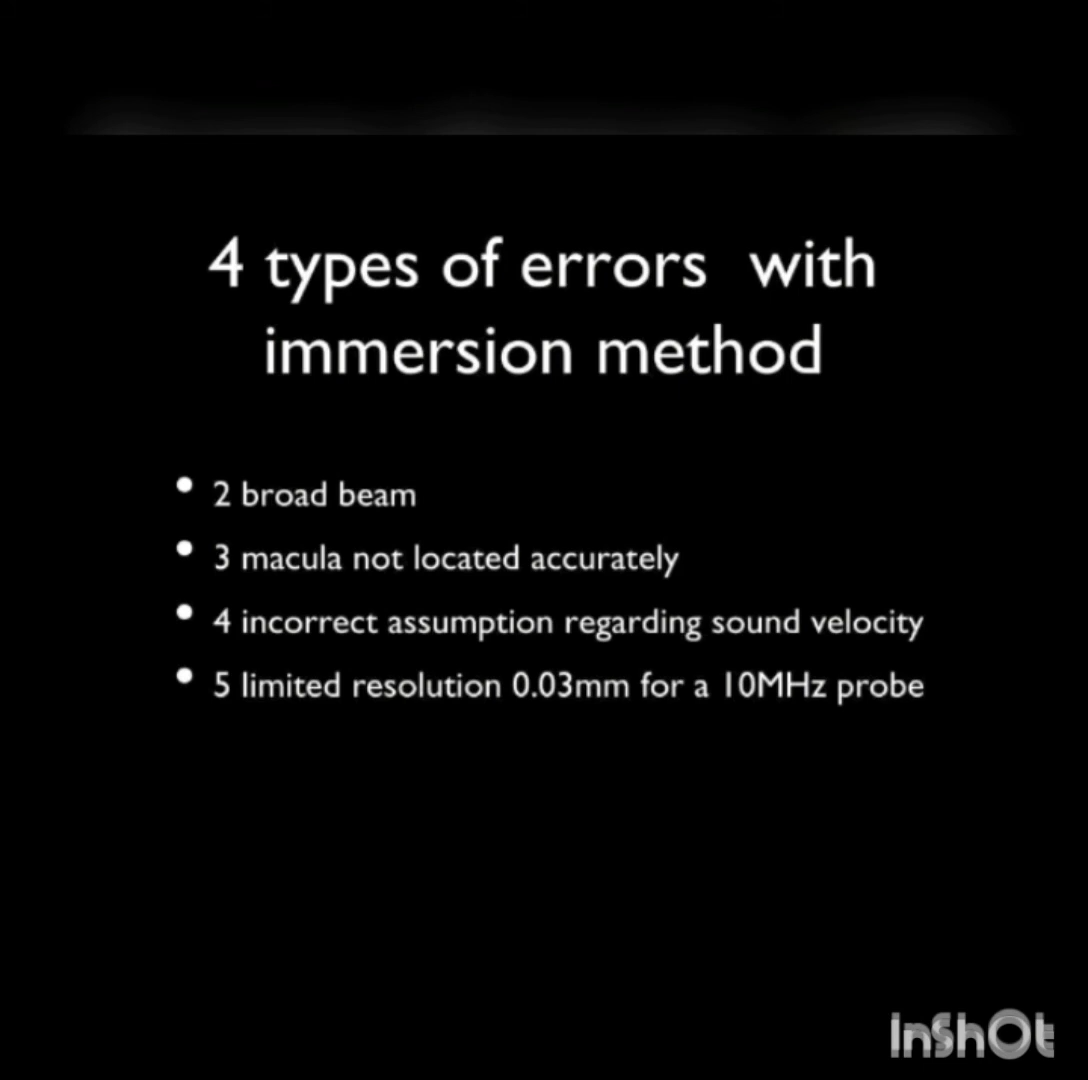 4 types of errors with
immersion method
• 2 broad beam
• 3 macula not located accurately
• 4 incorrect assumption regarding sound velocity
• 5 limited resolution 0.03mm for a 10MHz probe
InShOt